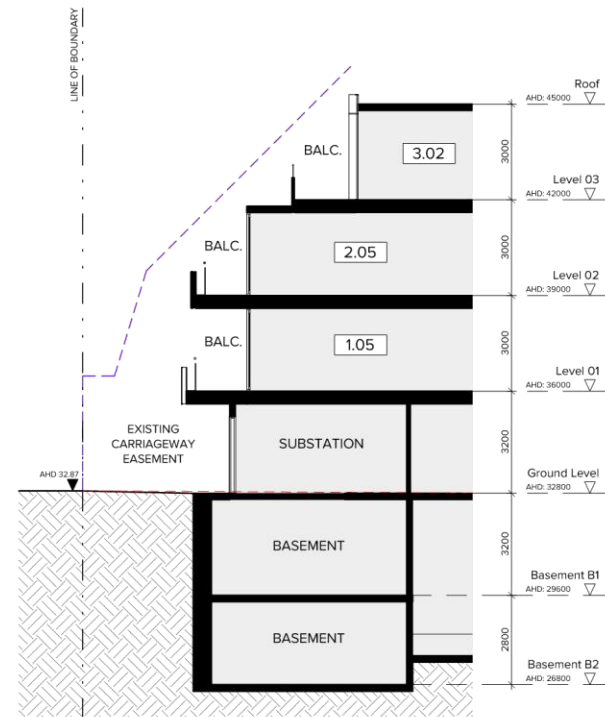 LINE OF BOUNDARY
Roof
AHD: 45000
BALC.
3.02
3000
Level 03
AHD: 42000
BALC.
2.05
3000
Level 02
AHD: 39000
BALC.
1.05
3000
Level 01
AHD: 36000
EXISTING
CARRIAGEWAY
EASEMENT
SUBSTATION
3200
AHD 32.87
Ground Level
AHD: 32800
BASEMENT
3200
Basement B1
AHD: 29600
BASEMENT
2800
Basement B2
AHD: 26800